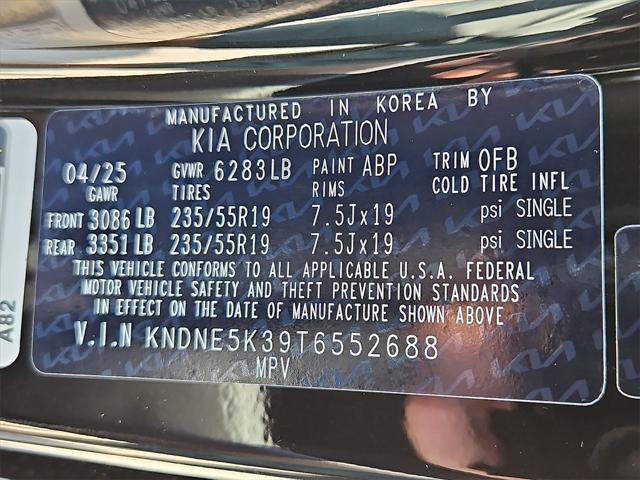 MANUFACTURED IN KOREA BY
KIA CORPORATION
04/25 GVWR 6283LB PAINT ABP TRIM OFB
GAWR TIRES RIMS COLD TIRE INFL
FRONT 3086 LB 235/55R19 7.5Jx19 psi SINGLE
REAR 3351 LB 235/55R19 7.5Jx19 psi SINGLE
THIS VEHICLE CONFORMS TO ALL APPLICABLE U.S.A. FEDERAL
MOTOR VEHICLE SAFETY AND THEFT PREVENTION STANDARDS
IN EFFECT ON THE DATE OF MANUFACTURE SHOWN ABOVE
V.I.N KNDNE5K39T6552688
MPV
A82